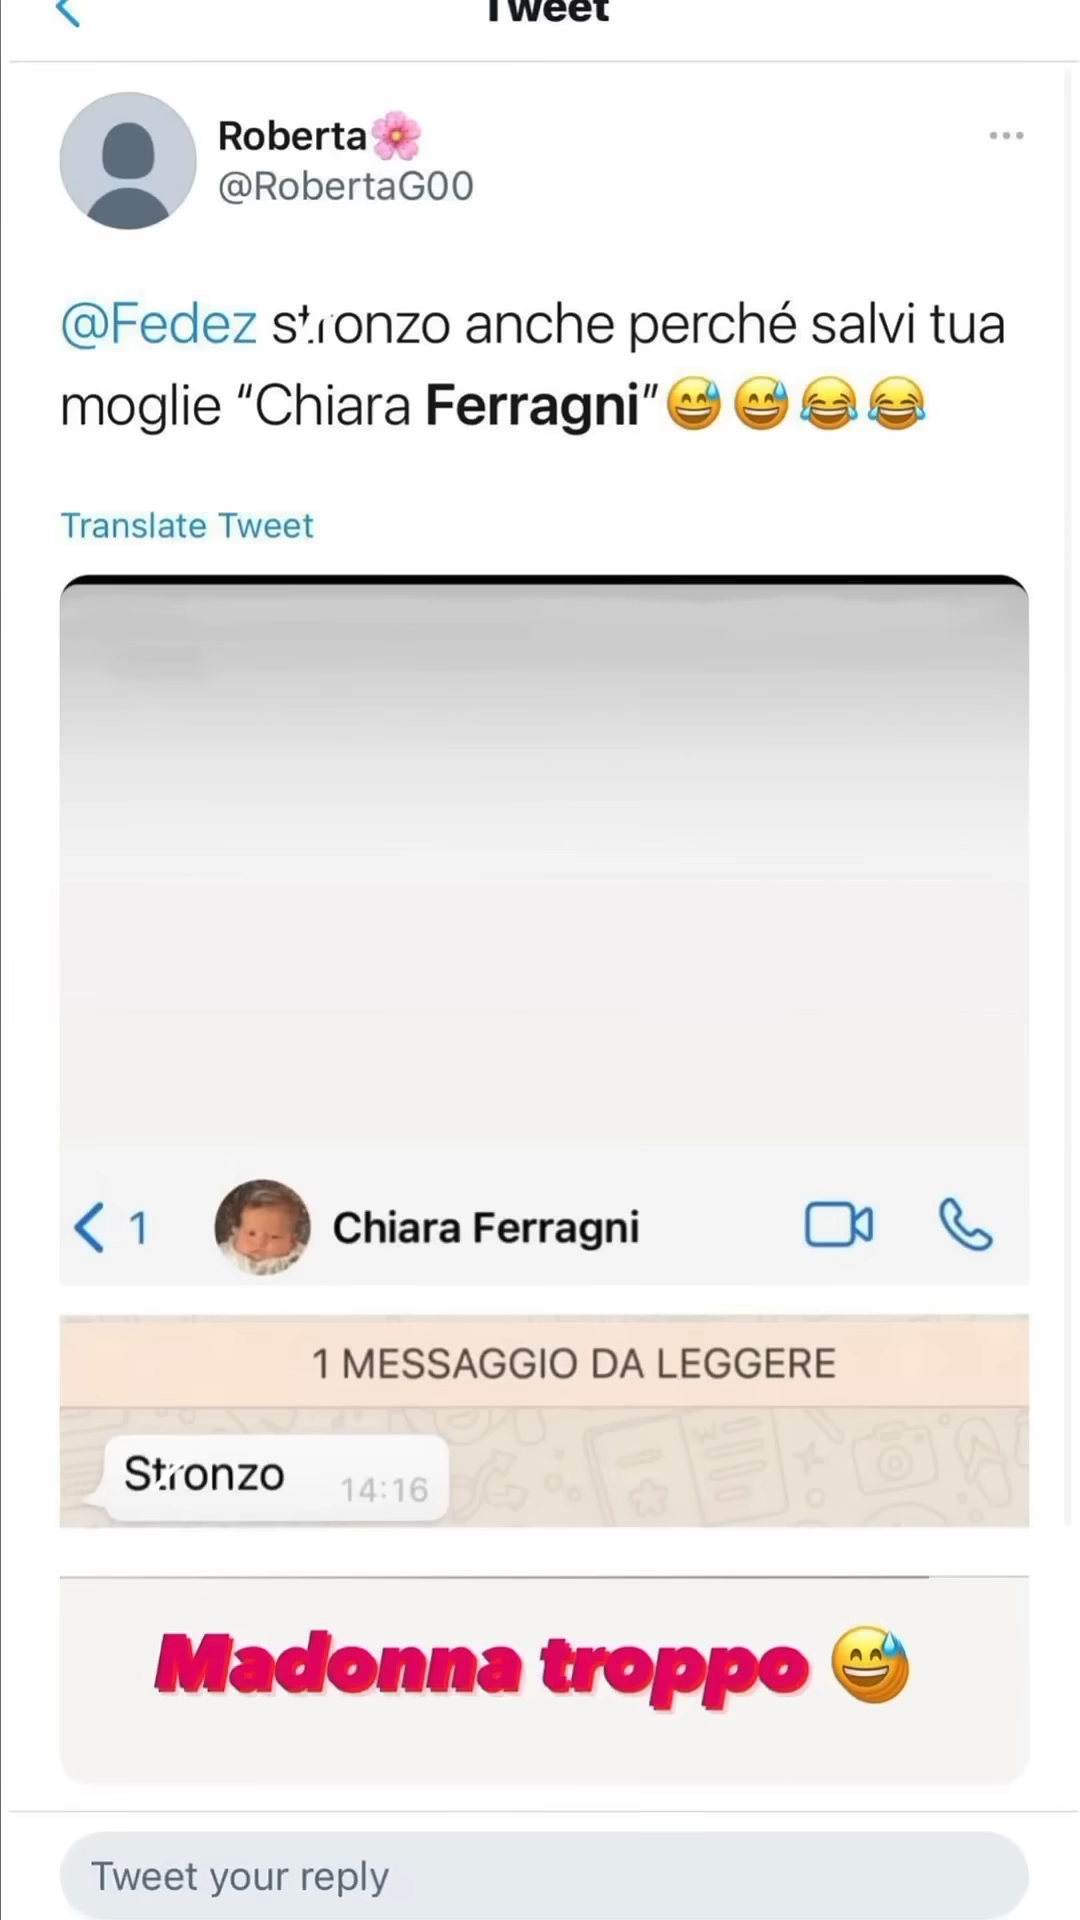 Tweet
Roberta🌸
@RobertaG00
@Fedez stronzo anche perché salvi tua
moglie “Chiara Ferragni”😅😅😂😂
Translate Tweet
1 Chiara Ferragni
1 MESSAGGIO DA LEGGERE
Stronzo 14:16
Madonna troppo 😅
Tweet your reply